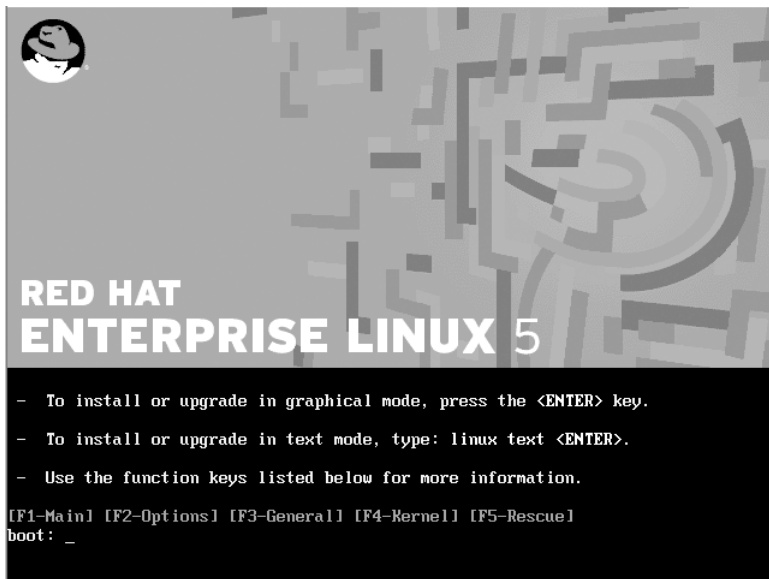 RED HAT
ENTERPRISE LINUX 5
- To install or upgrade in graphical mode, press the <ENTER> key.
- To install or upgrade in text mode, type: linux text <ENTER>.
- Use the function keys listed below for more information.
[F1-Main] [F2-Options] [F3-General] [F4-Kernel] [F5-Rescue]
boot: _